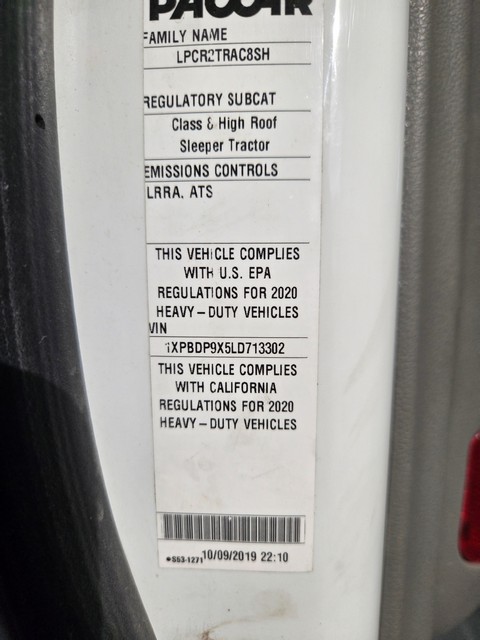 PACCAR
FAMILY NAME
LPCR2TRAC8SH
REGULATORY SUBCAT
Class 8 High Roof
Sleeper Tractor
EMISSIONS CONTROLS
LRRA, ATS
THIS VEHICLE COMPLIES
WITH U.S. EPA
REGULATIONS FOR 2020
HEAVY-DUTY VEHICLES
VIN
1XPBDP9X5LD713302
THIS VEHICLE COMPLIES
WITH CALIFORNIA
REGULATIONS FOR 2020
HEAVY-DUTY VEHICLES
*S53-1271 10/09/2019 22:10